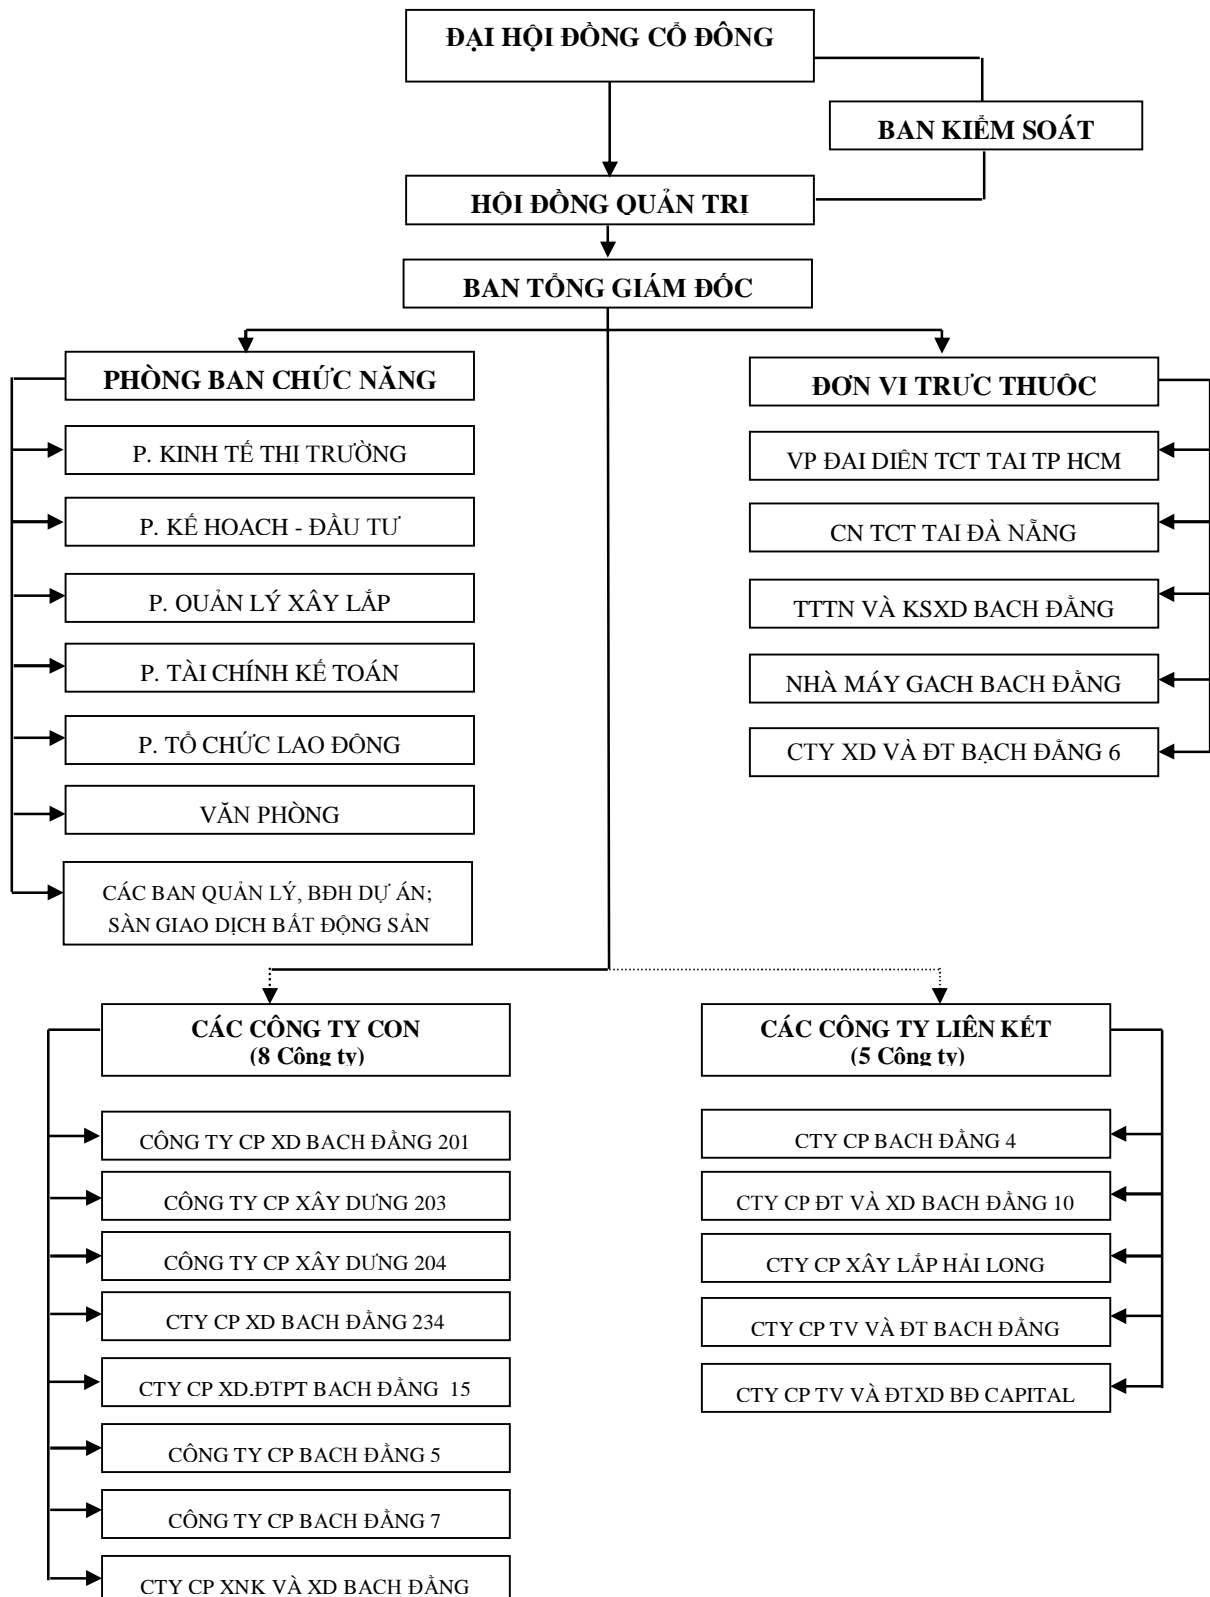 ĐẠI HỘI ĐỒNG CỔ ĐÔNG
BAN KIỂM SOÁT
HỘI ĐỒNG QUẢN TRỊ
BAN TỔNG GIÁM ĐỐC
PHÒNG BAN CHỨC NĂNG
P. KINH TẾ THỊ TRƯỜNG
P. KẾ HOẠCH - ĐẦU TƯ
P. QUẢN LÝ XÂY LẮP
P. TÀI CHÍNH KẾ TOÁN
P. TỔ CHỨC LAO ĐỘNG
VĂN PHÒNG
CÁC BAN QUẢN LÝ, BĐH DỰ ÁN;
SÀN GIAO DỊCH BẤT ĐỘNG SẢN
ĐƠN VỊ TRỰC THUỘC
VP ĐẠI DIỆN TCT TẠI TP HCM
CN TCT TẠI ĐÀ NẴNG
TTTN VÀ KSXD BẠCH ĐẰNG
NHÀ MÁY GẠCH BẠCH ĐẰNG
CTY XD VÀ ĐT BẠCH ĐẰNG 6
CÁC CÔNG TY CON
(8 Công ty)
CÔNG TY CP XD BẠCH ĐẰNG 201
CÔNG TY CP XÂY DỰNG 203
CÔNG TY CP XÂY DỰNG 204
CTY CP XD BẠCH ĐẰNG 234
CTY CP XD.ĐTPT BẠCH ĐẰNG 15
CÔNG TY CP BẠCH ĐẰNG 5
CÔNG TY CP BẠCH ĐẰNG 7
CTY CP XNK VÀ XD BẠCH ĐẰNG
CÁC CÔNG TY LIÊN KẾT
(5 Công ty)
CTY CP BẠCH ĐẰNG 4
CTY CP ĐT VÀ XD BẠCH ĐẰNG 10
CTY CP XÂY LẮP HẢI LONG
CTY CP TV VÀ ĐT BẠCH ĐẰNG
CTY CP TV VÀ ĐTXD BĐ CAPITAL